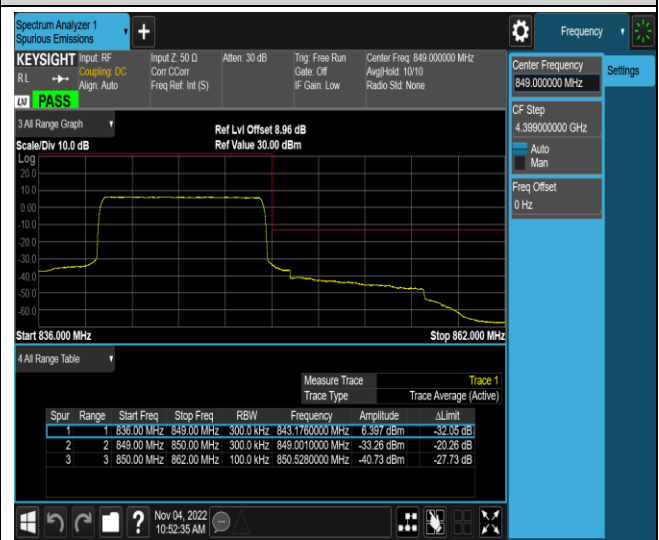 Spectrum Analyzer 1
Spurious Emissions
+
Frequency
KEYSIGHT Input: RF Input Z: 50 Ω Atten: 30 dB Trig: Free Run Center Freq: 849.000000 MHz
RL Coupling: DC Corr CCorr Gate: Off Avg|Hold: 10/10
Align: Auto Freq Ref: Int (S) IF Gain: Low Radio Std: None
LXI PASS
Center Frequency
849.000000 MHz
Settings
CF Step
4.399000000 GHz
Auto
Man
Freq Offset
0 Hz
3 All Range Graph
Ref Lvl Offset 8.96 dB
Scale/Div 10.0 dB Ref Value 30.00 dBm
Log
20.0
10.0
0.00
-10.0
-20.0
-30.0
-40.0
-50.0
-60.0
Start 836.000 MHz Stop 862.000 MHz
4 All Range Table
Measure Trace Trace 1
Trace Type Trace Average (Active)
Spur Range Start Freq Stop Freq RBW Frequency Amplitude ΔLimit
1 1 836.00 MHz 849.00 MHz 300.0 kHz 843.1760000 MHz 6.397 dBm -32.05 dB
2 2 849.00 MHz 850.00 MHz 300.0 kHz 849.0010000 MHz -33.26 dBm -20.26 dB
3 3 850.00 MHz 862.00 MHz 100.0 kHz 850.5280000 MHz -40.73 dBm -27.73 dB
? Nov 04, 2022
10:52:35 AM